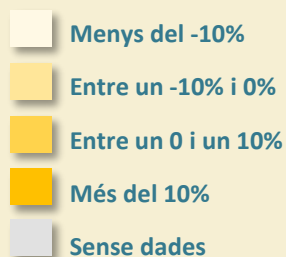 Menys del -10%
Entre un -10% i 0%
Entre un 0 i un 10%
Més del 10%
Sense dades